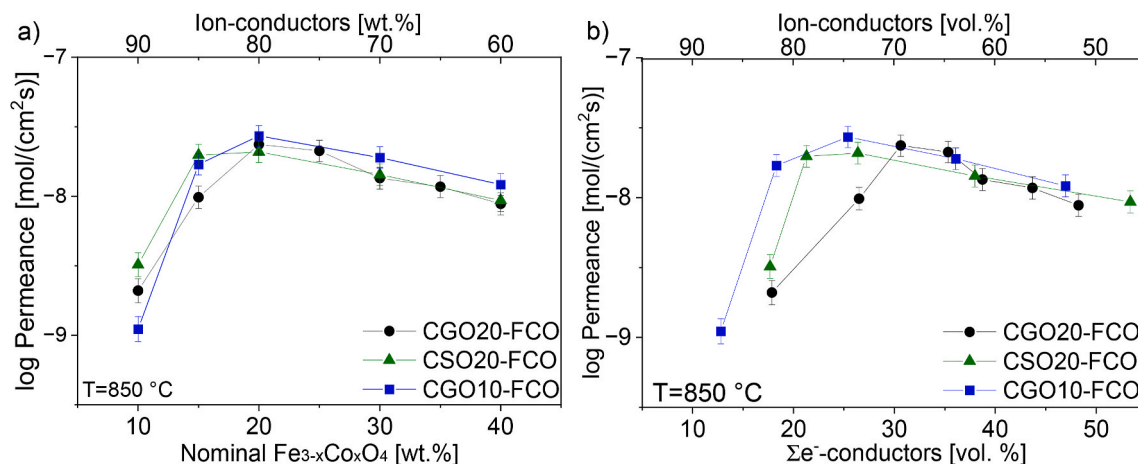 a)
Ion-conductors [wt.%]
90 80 70 60
−7
−8
−9
log Permeance [mol/(cm²s)]
CGO20-FCO
CSO20-FCO
CGO10-FCO
T=850 °C
10 20 30 40
Nominal Fe₃₋ₓCoₓO₄ [wt.%]
b)
Ion-conductors [vol.%]
90 80 70 60 50
−7
−8
−9
log Permeance [mol/(cm²s)]
CGO20-FCO
CSO20-FCO
CGO10-FCO
T=850 °C
10 20 30 40 50
Σe⁻-conductors [vol. %]